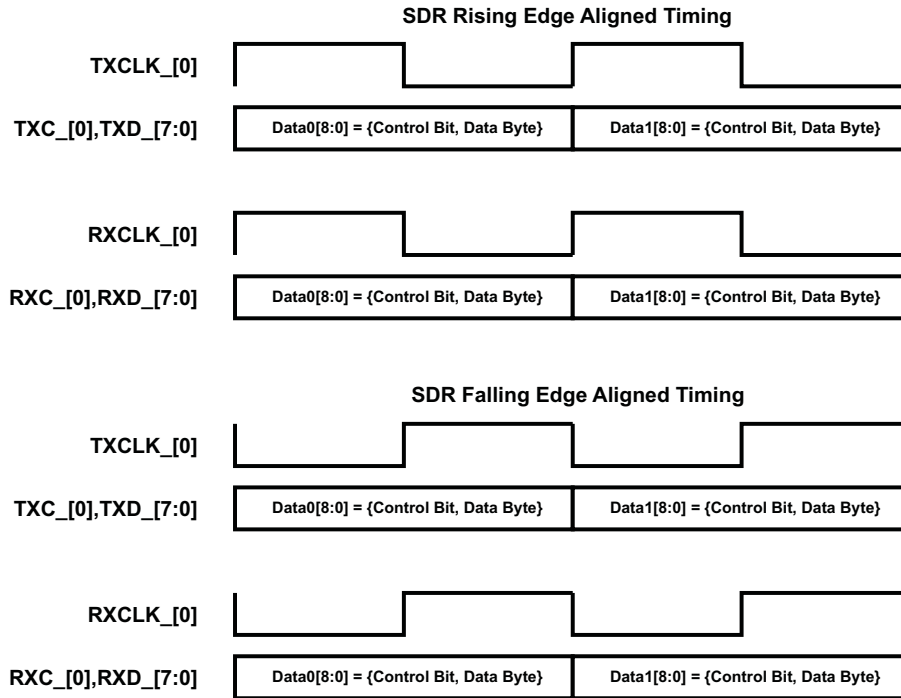 SDR Rising Edge Aligned Timing
TXCLK_[0]
TXC_[0],TXD_[7:0] Data0[8:0] = {Control Bit, Data Byte} Data1[8:0] = {Control Bit, Data Byte}
RXCLK_[0]
RXC_[0],RXD_[7:0] Data0[8:0] = {Control Bit, Data Byte} Data1[8:0] = {Control Bit, Data Byte}
SDR Falling Edge Aligned Timing
TXCLK_[0]
TXC_[0],TXD_[7:0] Data0[8:0] = {Control Bit, Data Byte} Data1[8:0] = {Control Bit, Data Byte}
RXCLK_[0]
RXC_[0],RXD_[7:0] Data0[8:0] = {Control Bit, Data Byte} Data1[8:0] = {Control Bit, Data Byte}